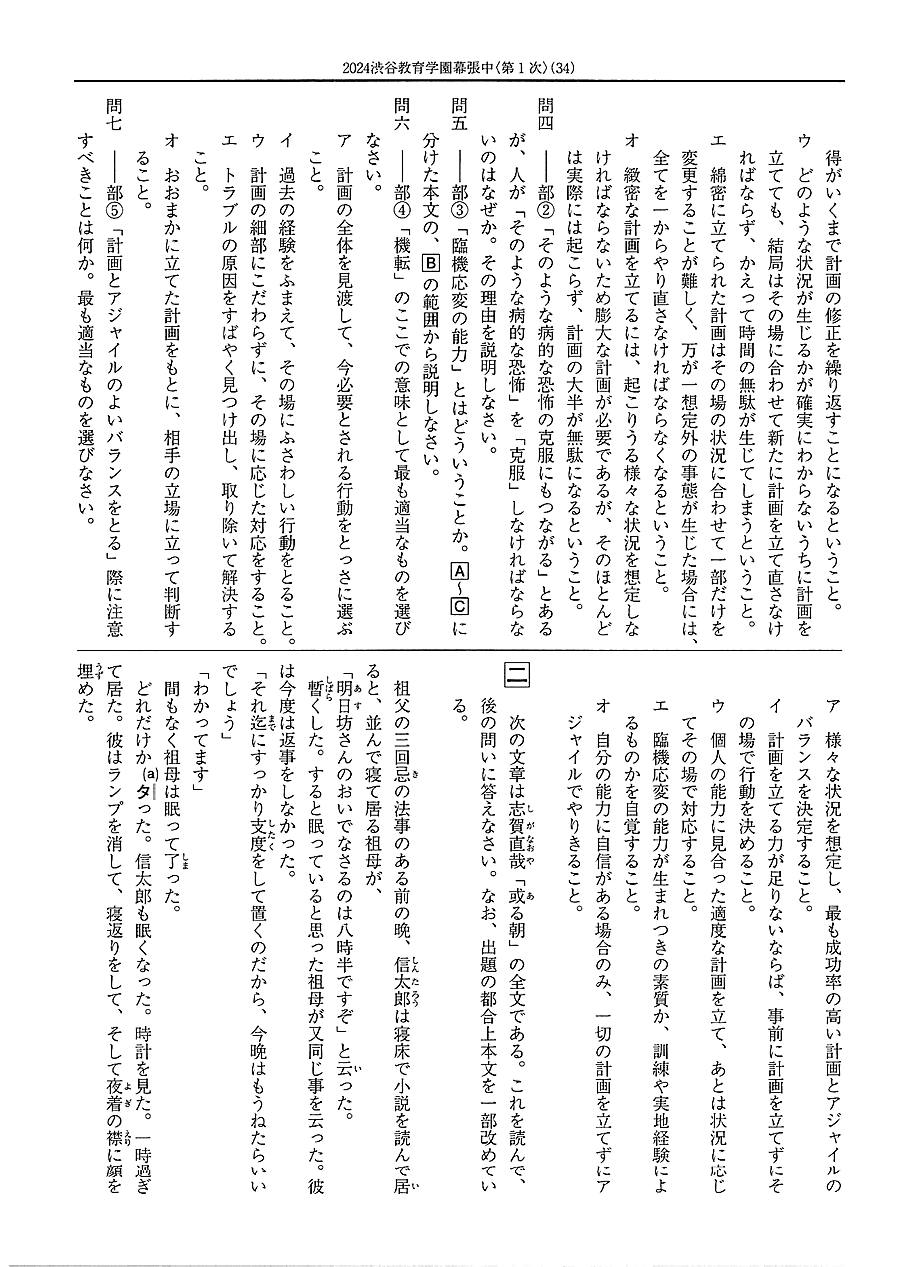 2024渋谷教育学園幕張中〈第1次〉(34)
得がいくまで計画の修正を繰り返すことになるということ。
ウ どのような状況が生じるかが確実にわからないうちに計画を
立てても、結局はその場に合わせて新たに計画を立て直さなけ
ればならず、かえって時間の無駄が生じてしまうということ。
エ 綿密に立てられた計画はその場の状況に合わせて一部だけを
変更することが難しく、万が一想定外の事態が生じた場合には、
全てを一からやり直さなければならなくなるということ。
オ 緻密な計画を立てるには、起こりうる様々な状況を想定しな
ければならないため膨大な計画が必要であるが、そのほとんど
は実際には起こらず、計画の大半が無駄になるということ。
問四 ――部②「そのような病的な恐怖の克服にもつながる」とある
が、人が「そのような病的な恐怖」を「克服」しなければならな
いのはなぜか。その理由を説明しなさい。
問五 ――部③「臨機応変の能力」とはどういうことか。A〜Cに
分けた本文の、Bの範囲から説明しなさい。
問六 ――部④「機転」のここでの意味として最も適当なものを選び
なさい。
ア 計画の全体を見渡して、今必要とされる行動をとっさに選ぶ
こと。
イ 過去の経験をふまえて、その場にふさわしい行動をとること。
ウ 計画の細部にこだわらずに、その場に応じた対応をすること。
エ トラブルの原因をすばやく見つけ出し、取り除いて解決する
こと。
オ おおまかに立てた計画をもとに、相手の立場に立って判断す
ること。
問七 ――部⑤「計画とアジャイルのよいバランスをとる」際に注意
すべきことは何か。最も適当なものを選びなさい。
ア 様々な状況を想定し、最も成功率の高い計画とアジャイルの
バランスを決定すること。
イ 計画を立てる力が足りないならば、事前に計画を立てずにそ
の場で行動を決めること。
ウ 個人の能力に見合った適度な計画を立て、あとは状況に応じ
てその場で対応すること。
エ 臨機応変の能力が生まれつきの素質か、訓練や実地経験によ
るものかを自覚すること。
オ 自分の能力に自信がある場合のみ、一切の計画を立てずにア
ジャイルでやりきること。
二 次の文章は志賀直哉「或る朝」の全文である。これを読んで、
後の問いに答えなさい。なお、出題の都合上本文を一部改めてい
る。
祖父の三回忌の法事のある前の晩、信太郎は寝床で小説を読んで居
ると、並んで寝て居る祖母が、
「明日坊さんのおいでなさるのは八時半ですぞ」と云った。
暫くした。すると眠っていると思った祖母が又同じ事を云った。彼
は今度は返事をしなかった。
「それ迄にすっかり支度をして置くのだから、今晩はもうねたらいい
でしょう」
「わかってます」
間もなく祖母は眠って了った。
どれだけか(a)タった。信太郎も眠くなった。時計を見た。一時過ぎ
て居た。彼はランプを消して、寝返りをして、そして夜着の襟に顔を
埋めた。